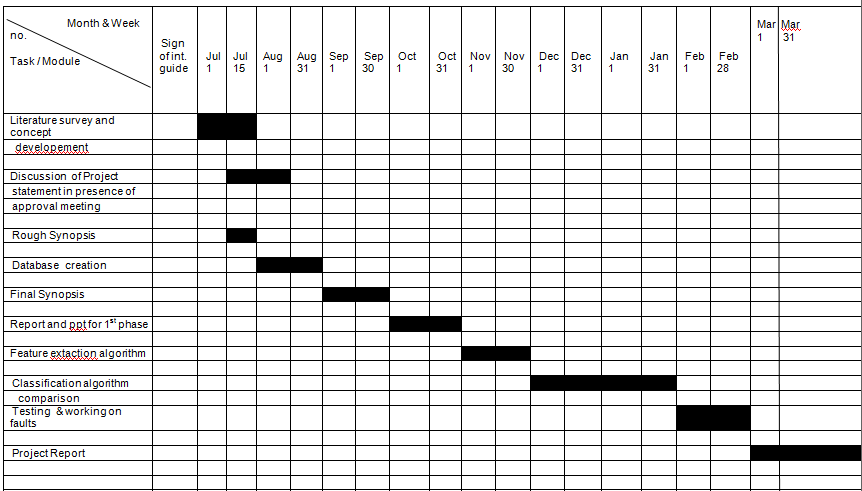 Month & Week
no.
Task / Module
Sign
of int.
guide
Jul
1
Jul
15
Aug
1
Aug
31
Sep
1
Sep
30
Oct
1
Oct
31
Nov
1
Nov
30
Dec
1
Dec
31
Jan
1
Jan
31
Feb
1
Feb
28
Mar
1
Mar
31
Literature survey and
concept
developement
Discussion of Project
statement in presence of
approval meeting
Rough Synopsis
Database creation
Final Synopsis
Report and ppt for 1st phase
Feature extaction algorithm
Classification algorithm
comparison
Testing & working on
faults
Project Report